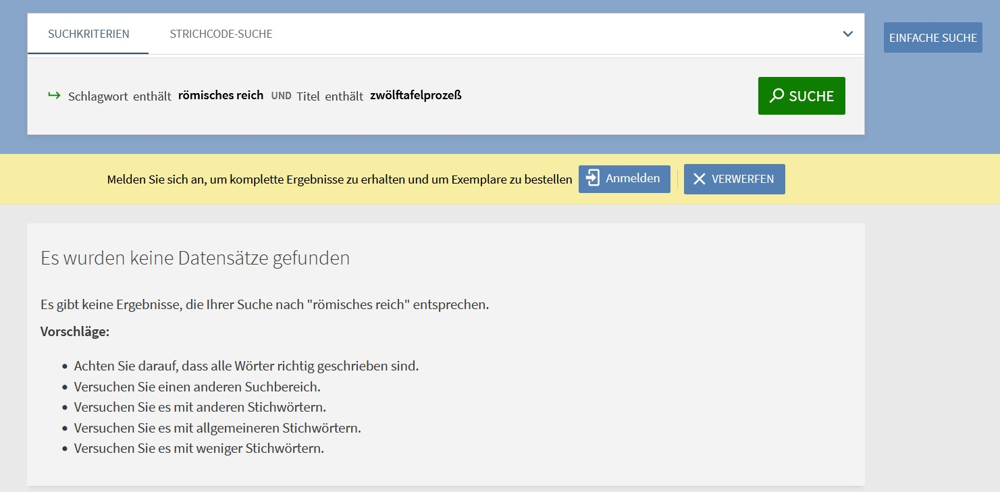 SUCHKRITERIEN STRICHCODE-SUCHE
EINFACHE SUCHE
Schlagwort enthält römisches reich UND Titel enthält zwölftafelprozeß
SUCHE
Melden Sie sich an, um komplette Ergebnisse zu erhalten und um Exemplare zu bestellen Anmelden VERWERFEN
Es wurden keine Datensätze gefunden
Es gibt keine Ergebnisse, die Ihrer Suche nach "römisches reich" entsprechen.
Vorschläge:
• Achten Sie darauf, dass alle Wörter richtig geschrieben sind.
• Versuchen Sie einen anderen Suchbereich.
• Versuchen Sie es mit anderen Stichwörtern.
• Versuchen Sie es mit allgemeineren Stichwörtern.
• Versuchen Sie es mit weniger Stichwörtern.